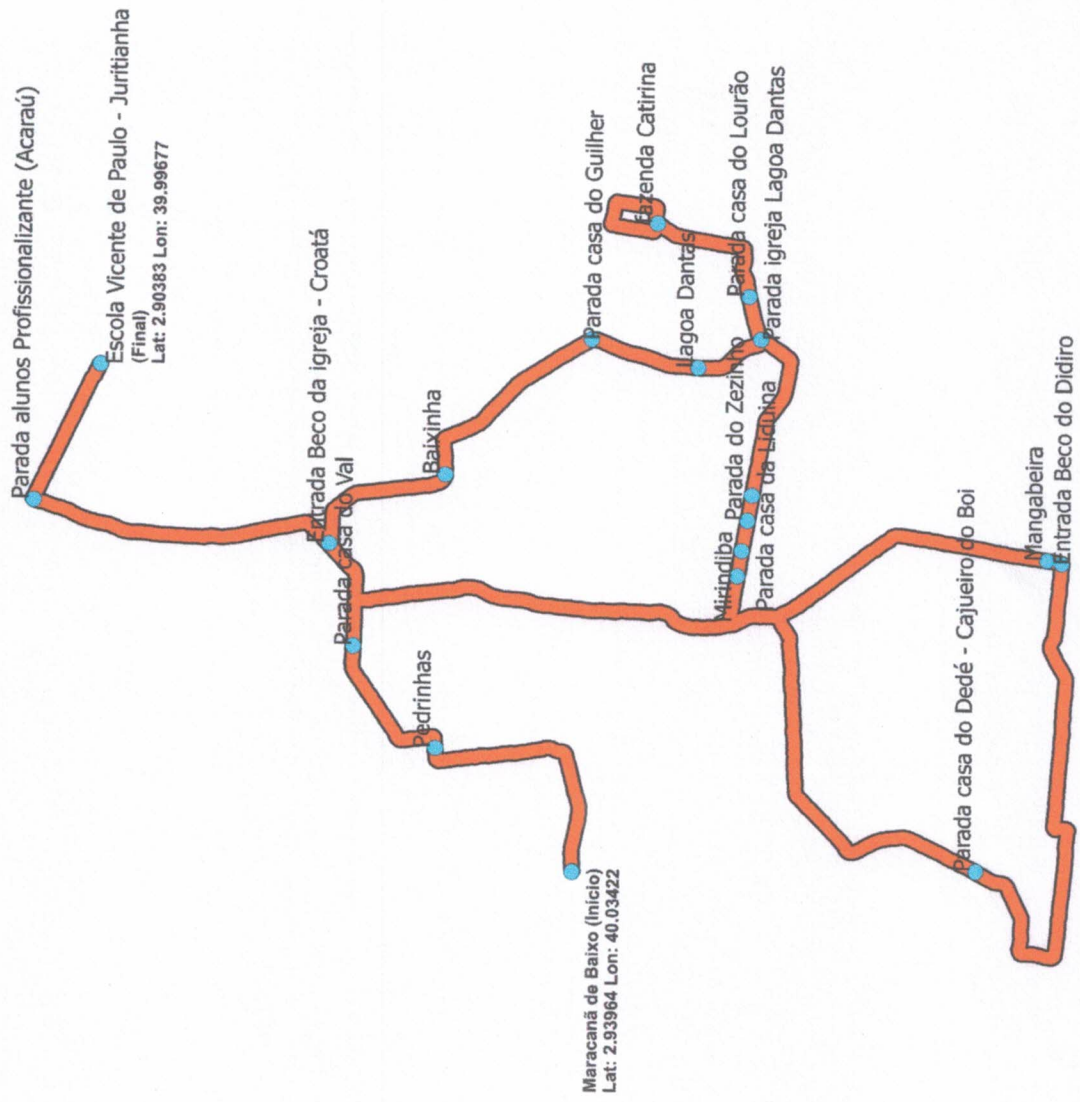 Parada alunos Profissionalizante (Acaraú)
Escola Vicente de Paulo - Juritianha
(Final)
Lat: 2.90383 Lon: 39.99677
Entrada Beco da igreja - Croatá
Parada casa do Val
Baixinha
Pedrinhas
Maracanã de Baixo (Início)
Lat: 2.93964 Lon: 40.03422
Parada casa do Guilher
Fazenda Catirina
Lagoa Dantas
Parada casa do Lourão
Parada igreja Lagoa Dantas
Mirindiba
Parada do Zezinho
Parada casa da Liduina
Parada casa do Dedé - Cajueiro do Boi
Mangabeira
Entrada Beco do Didiro